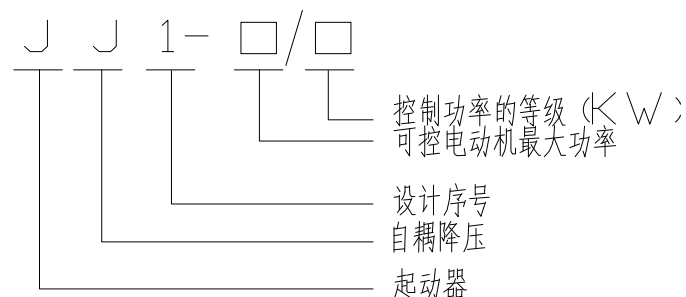 J J 1- □/□
控制功率的等级（KW）
可控电动机最大功率
设计序号
自耦降压
起动器